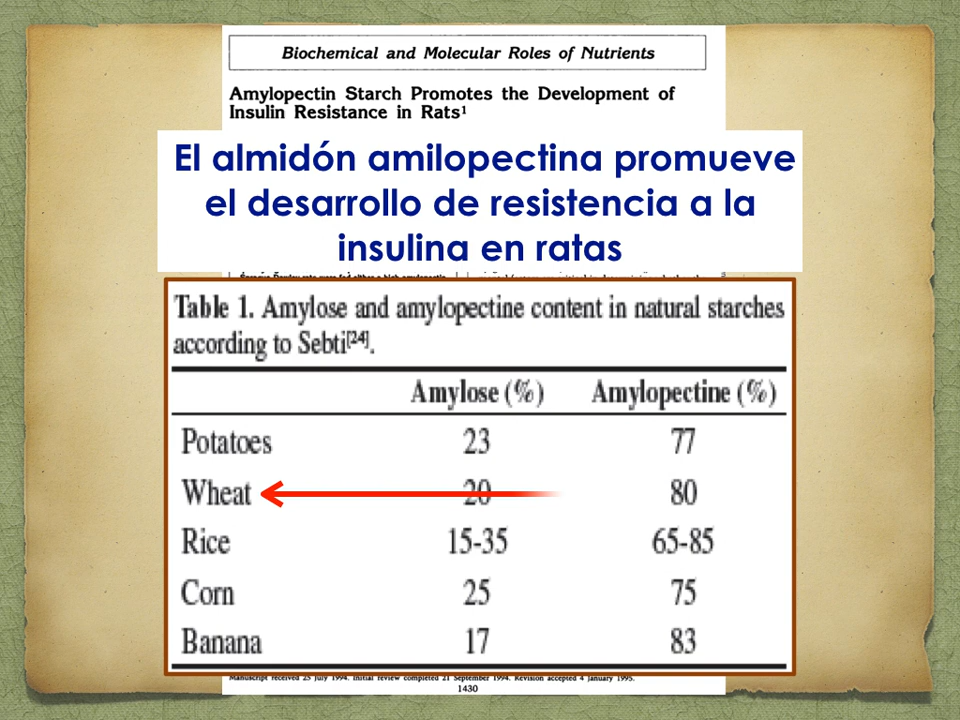 Biochemical and Molecular Roles of Nutrients
Amylopectin Starch Promotes the Development of
Insulin Resistance in Rats¹
El almidón amilopectina promueve
el desarrollo de resistencia a la
insulina en ratas
Table 1. Amylose and amylopectine content in natural starches
according to Sebti[24].
Amylose (%) Amylopectine (%)
Potatoes 23 77
Wheat 20 80
Rice 15-35 65-85
Corn 25 75
Banana 17 83
Manuscript received 25 July 1994. Initial review completed 21 September 1994. Revision accepted 4 January 1995.
1430